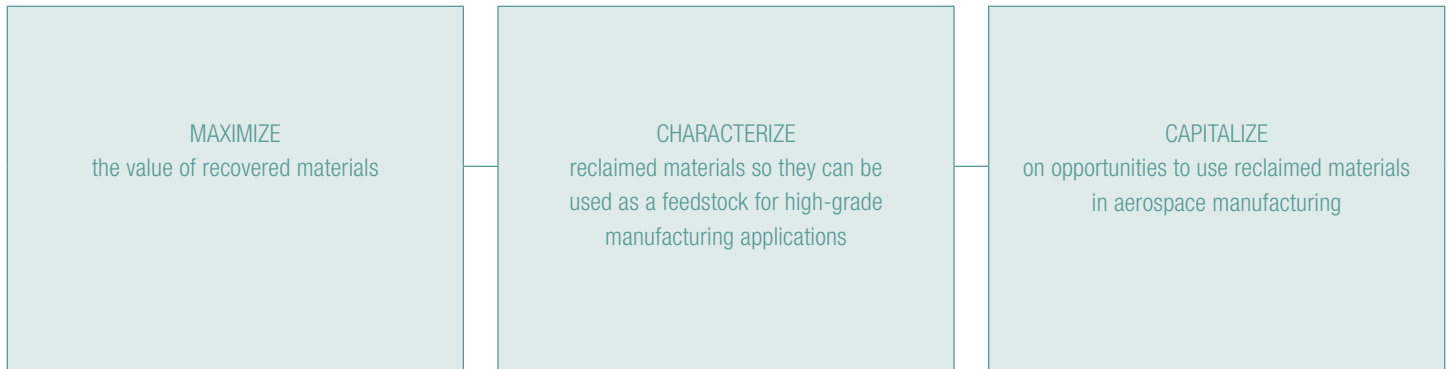 MAXIMIZE
the value of recovered materials
CHARACTERIZE
reclaimed materials so they can be
used as a feedstock for high-grade
manufacturing applications
CAPITALIZE
on opportunities to use reclaimed materials
in aerospace manufacturing